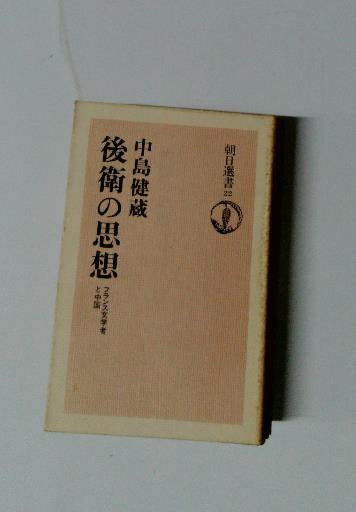 朝日選書
22
中島健蔵
後衛の思想
フランス文学者
と中国